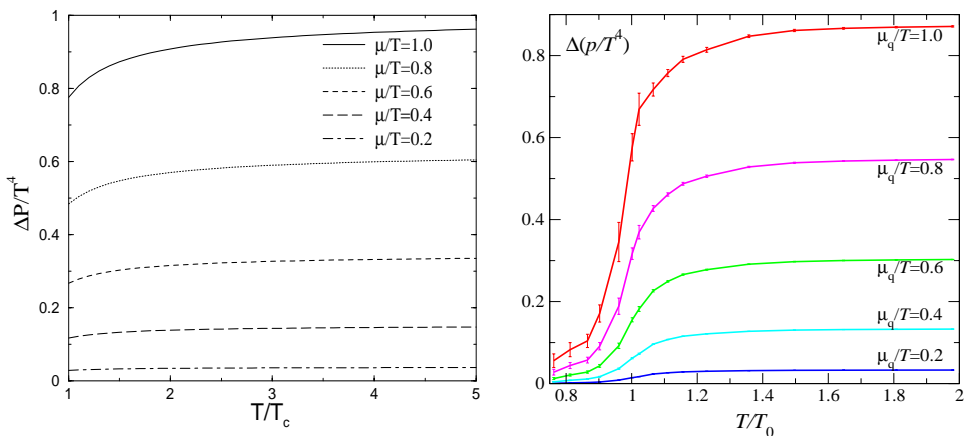 1
0.8
0.6
0.4
0.2
0
ΔP/T⁴
μ/T=1.0
μ/T=0.8
μ/T=0.6
μ/T=0.4
μ/T=0.2
1 2 3 4 5
T/T_c
Δ(p/T⁴)
0.8
0.6
0.4
0.2
0
μ_q/T=1.0
μ_q/T=0.8
μ_q/T=0.6
μ_q/T=0.4
μ_q/T=0.2
0.8 1 1.2 1.4 1.6 1.8 2
T/T₀